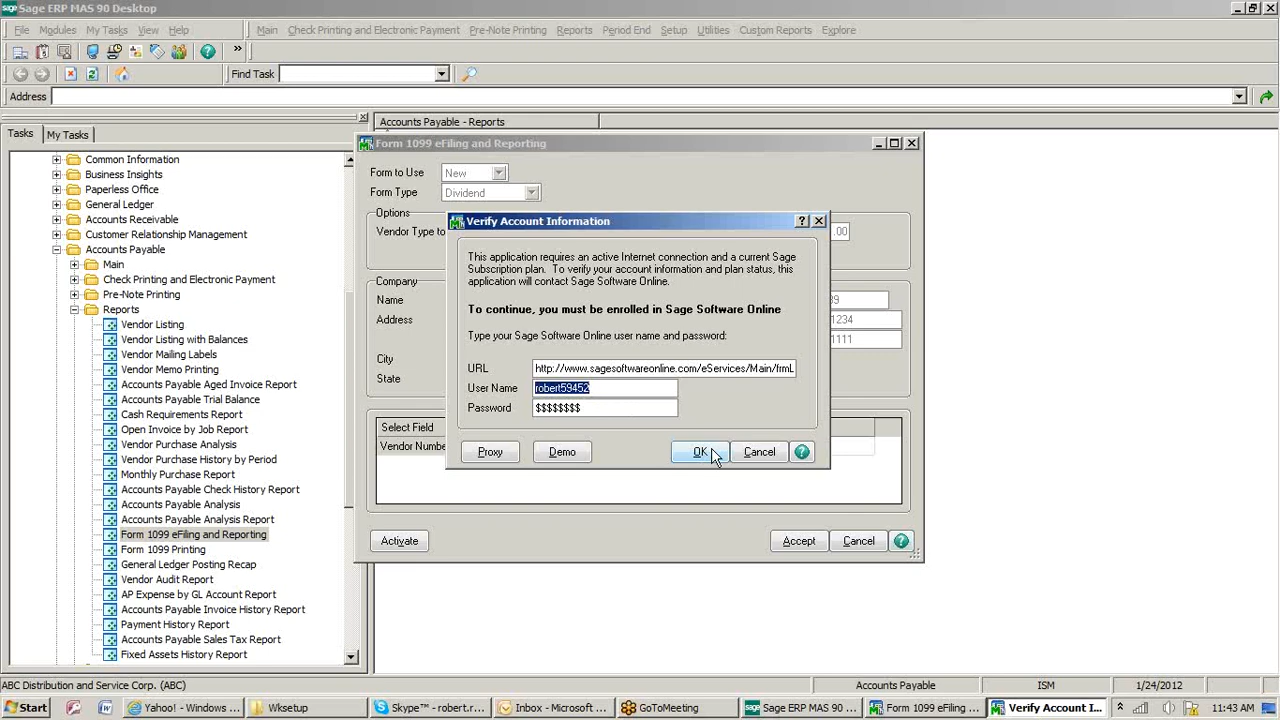 Sage ERP MAS 90 Desktop
File Modules My Tasks View Help Main Check Printing and Electronic Payment Pre-Note Printing Reports Period End Setup Utilities Custom Reports Explore
»
Find Task
Address
Tasks My Tasks
Accounts Payable - Reports
Common Information
Business Insights
Paperless Office
General Ledger
Accounts Receivable
Customer Relationship Management
Accounts Payable
Main
Check Printing and Electronic Payment
Pre-Note Printing
Reports
Vendor Listing
Vendor Listing with Balances
Vendor Mailing Labels
Vendor Memo Printing
Accounts Payable Aged Invoice Report
Accounts Payable Trial Balance
Cash Requirements Report
Open Invoice by Job Report
Vendor Purchase Analysis
Vendor Purchase History by Period
Monthly Purchase Report
Accounts Payable Check History Report
Accounts Payable Analysis
Accounts Payable Analysis Report
Form 1099 eFiling and Reporting
Form 1099 Printing
General Ledger Posting Recap
Vendor Audit Report
AP Expense by GL Account Report
Accounts Payable Invoice History Report
Payment History Report
Accounts Payable Sales Tax Report
Fixed Assets History Report
Form 1099 eFiling and Reporting
Form to Use New
Form Type Dividend
Options
Vendor Type to .00
Company
Name 39
Address 1234
1111
City
State
Select Field
Vendor Numbe
Activate Accept Cancel ?
Verify Account Information
This application requires an active Internet connection and a current Sage
Subscription plan. To verify your account information and plan status, this
application will contact Sage Software Online.
To continue, you must be enrolled in Sage Software Online
Type your Sage Software Online user name and password:
URL http://www.sagesoftwareonline.com/eServices/Main/frmL
User Name robert59452
Password $$$$$$$$
Proxy Demo OK Cancel ?
ABC Distribution and Service Corp. (ABC) Accounts Payable ISM 1/24/2012
Start Yahoo! - Windows ... Wksetup Skype™ - robert.r... Inbox - Microsoft ... GoToMeeting Sage ERP MAS 90 ... Form 1099 eFiling ... Verify Account I... 11:43 AM